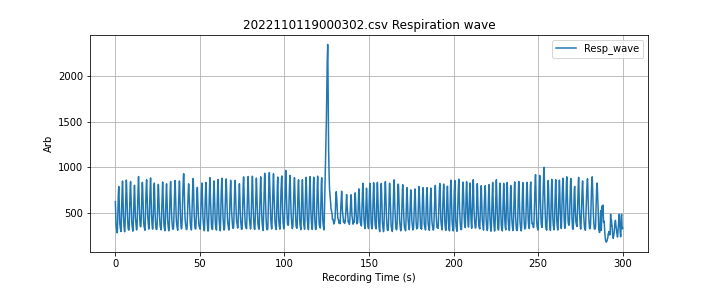 2022110119000302.csv Respiration wave
Resp_wave
2000
1500
1000
500
Arb
0 50 100 150 200 250 300
Recording Time (s)